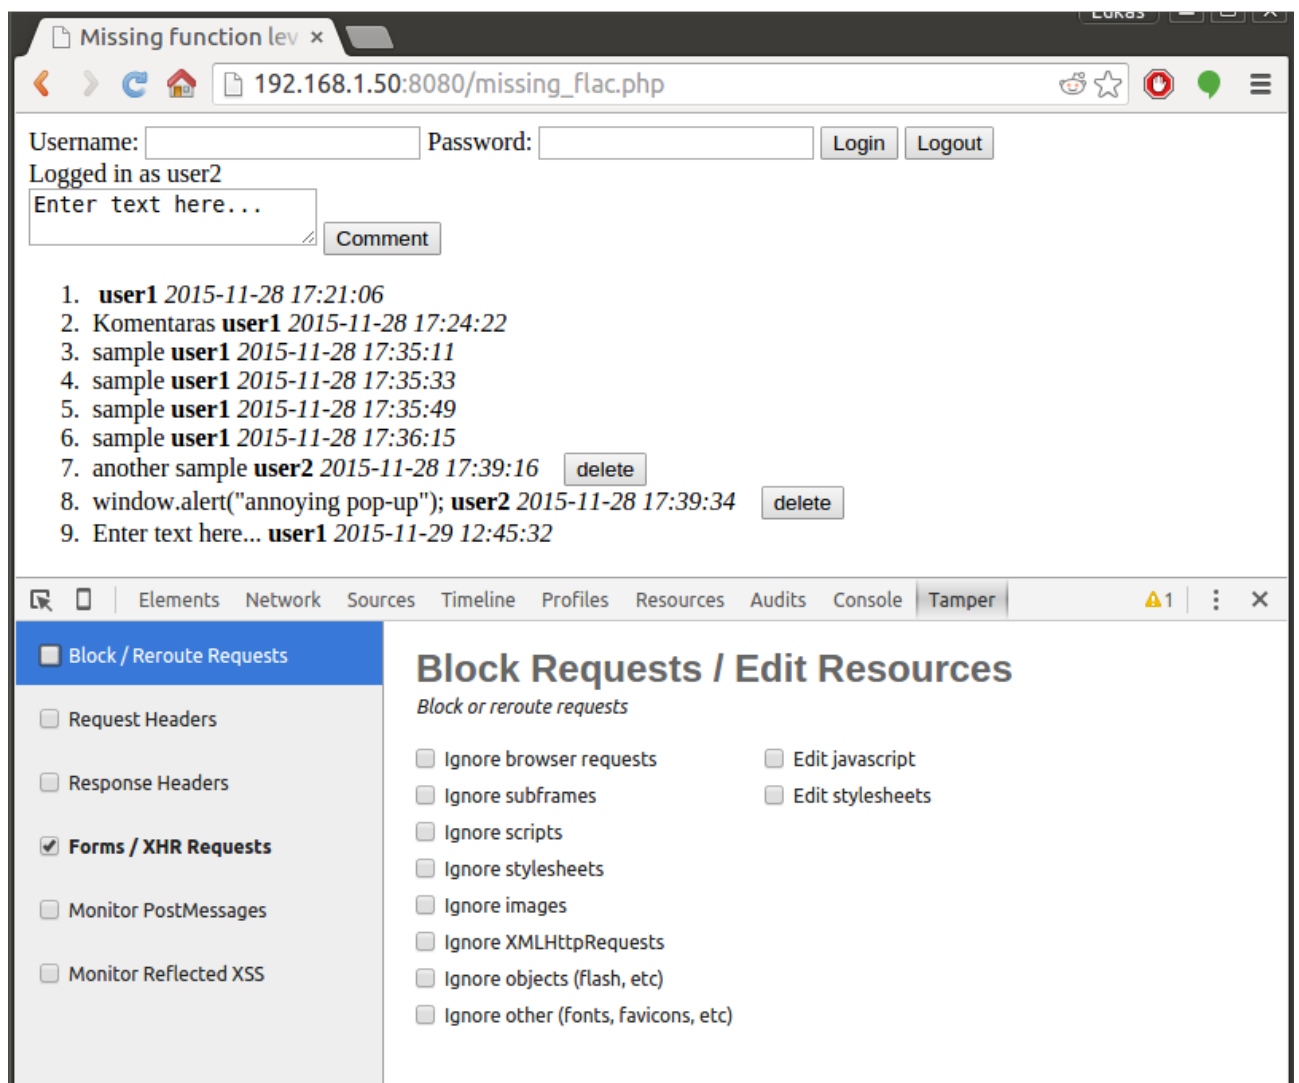 Lukas
Missing function lev ×
192.168.1.50:8080/missing_flac.php
Username: Password: Login Logout
Logged in as user2
Enter text here...
Comment
1. user1 2015-11-28 17:21:06
2. Komentaras user1 2015-11-28 17:24:22
3. sample user1 2015-11-28 17:35:11
4. sample user1 2015-11-28 17:35:33
5. sample user1 2015-11-28 17:35:49
6. sample user1 2015-11-28 17:36:15
7. another sample user2 2015-11-28 17:39:16 delete
8. window.alert("annoying pop-up"); user2 2015-11-28 17:39:34 delete
9. Enter text here... user1 2015-11-29 12:45:32
Elements Network Sources Timeline Profiles Resources Audits Console Tamper 1
Block / Reroute Requests
Request Headers
Response Headers
Forms / XHR Requests
Monitor PostMessages
Monitor Reflected XSS
Block Requests / Edit Resources
Block or reroute requests
Ignore browser requests
Ignore subframes
Ignore scripts
Ignore stylesheets
Ignore images
Ignore XMLHttpRequests
Ignore objects (flash, etc)
Ignore other (fonts, favicons, etc)
Edit javascript
Edit stylesheets